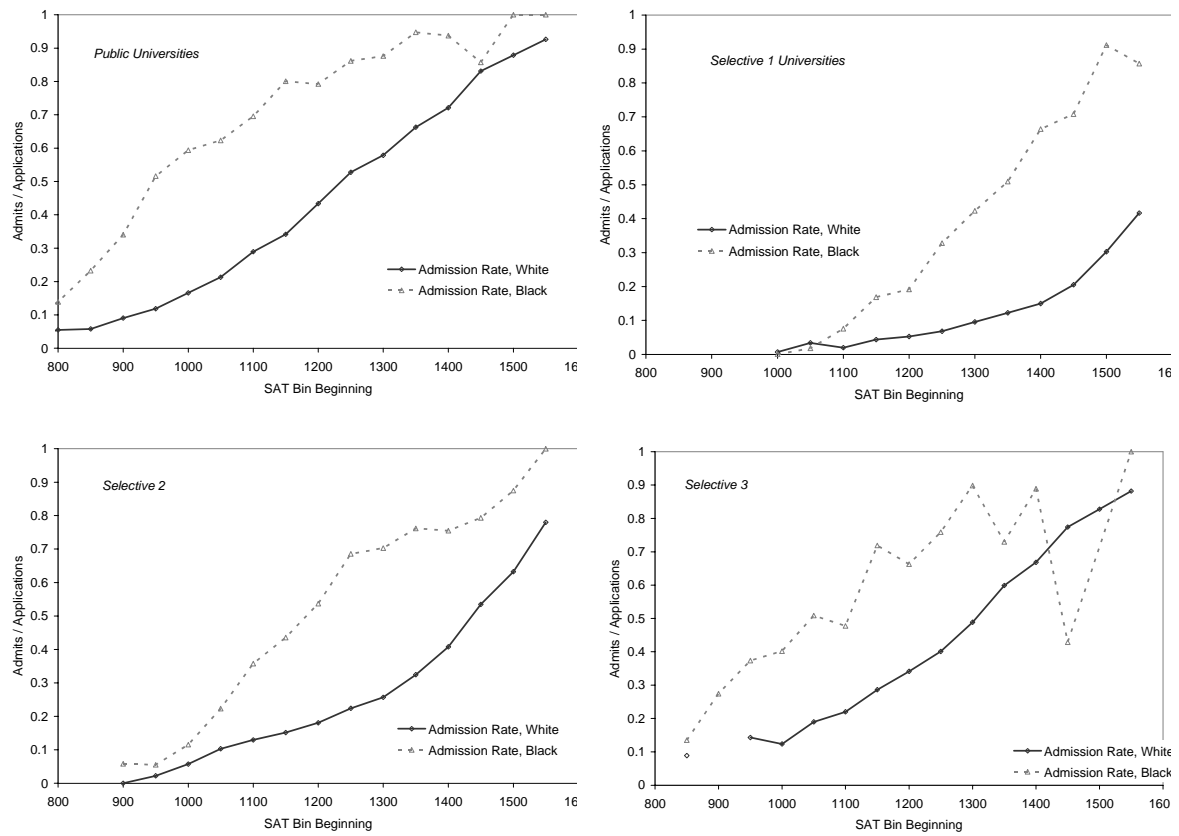 Public Universities
Admits / Applications
1
0.9
0.8
0.7
0.6
0.5
0.4
0.3
0.2
0.1
0
800 900 1000 1100 1200 1300 1400 1500 16
SAT Bin Beginning
Admission Rate, White
Admission Rate, Black
Selective 1 Universities
Admits / Applications
1
0.9
0.8
0.7
0.6
0.5
0.4
0.3
0.2
0.1
0
800 900 1000 1100 1200 1300 1400 1500 16
SAT Bin Beginning
Admission Rate, White
Admission Rate, Black
Selective 2
Admits / Applications
1
0.9
0.8
0.7
0.6
0.5
0.4
0.3
0.2
0.1
0
800 900 1000 1100 1200 1300 1400 1500 16
SAT Bin Beginning
Admission Rate, White
Admission Rate, Black
Selective 3
Admits / Applications
1
0.9
0.8
0.7
0.6
0.5
0.4
0.3
0.2
0.1
0
800 900 1000 1100 1200 1300 1400 1500 16
SAT Bin Beginning
Admission Rate, White
Admission Rate, Black